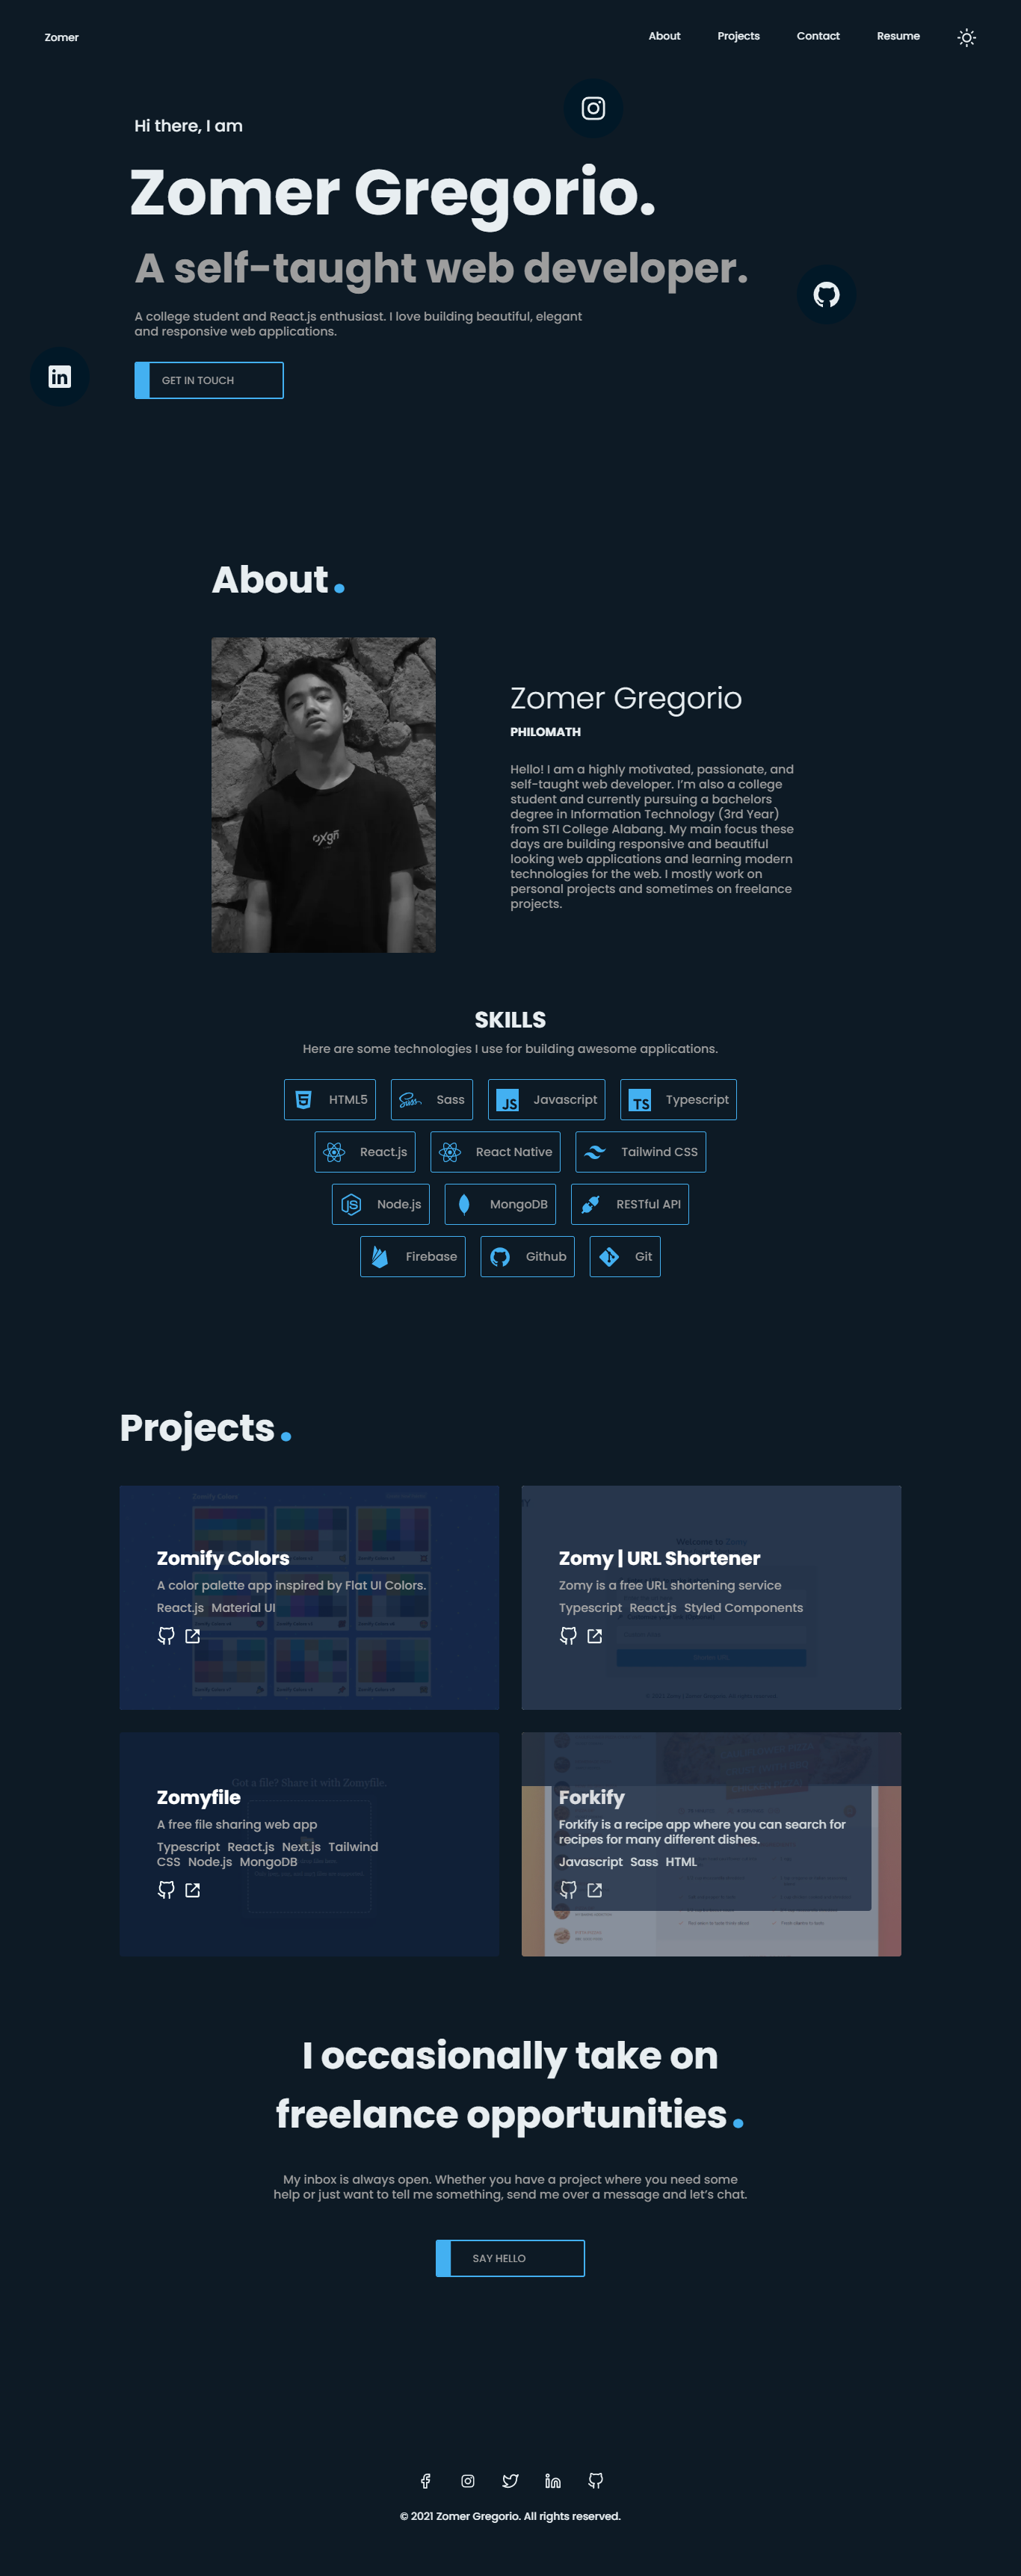 Zomer
About Projects Contact Resume
Hi there, I am
Zomer Gregorio.
A self-taught web developer.
A college student and React.js enthusiast. I love building beautiful, elegant
and responsive web applications.
GET IN TOUCH
About.
oxgn
Zomer Gregorio
PHILOMATH
Hello! I am a highly motivated, passionate, and
self-taught web developer. I’m also a college
student and currently pursuing a bachelors
degree in Information Technology (3rd Year)
from STI College Alabang. My main focus these
days are building responsive and beautiful
looking web applications and learning modern
technologies for the web. I mostly work on
personal projects and sometimes on freelance
projects.
SKILLS
Here are some technologies I use for building awesome applications.
HTML5 Sass Javascript Typescript
React.js React Native Tailwind CSS
Node.js MongoDB RESTful API
Firebase Github Git
Projects.
Zomify Colors
Zomify Colors
A color palette app inspired by Flat UI Colors.
React.js Material UI
Zomy | URL Shortener
Zomy is a free URL shortening service
Typescript React.js Styled Components
Got a file? Share it with Zomyfile.
Zomyfile
A free file sharing web app
Typescript React.js Next.js Tailwind
CSS Node.js MongoDB
Forkify
Forkify is a recipe app where you can search for
recipes for many different dishes.
Javascript Sass HTML
I occasionally take on
freelance opportunities.
My inbox is always open. Whether you have a project where you need some
help or just want to tell me something, send me over a message and let’s chat.
SAY HELLO
© 2021 Zomer Gregorio. All rights reserved.